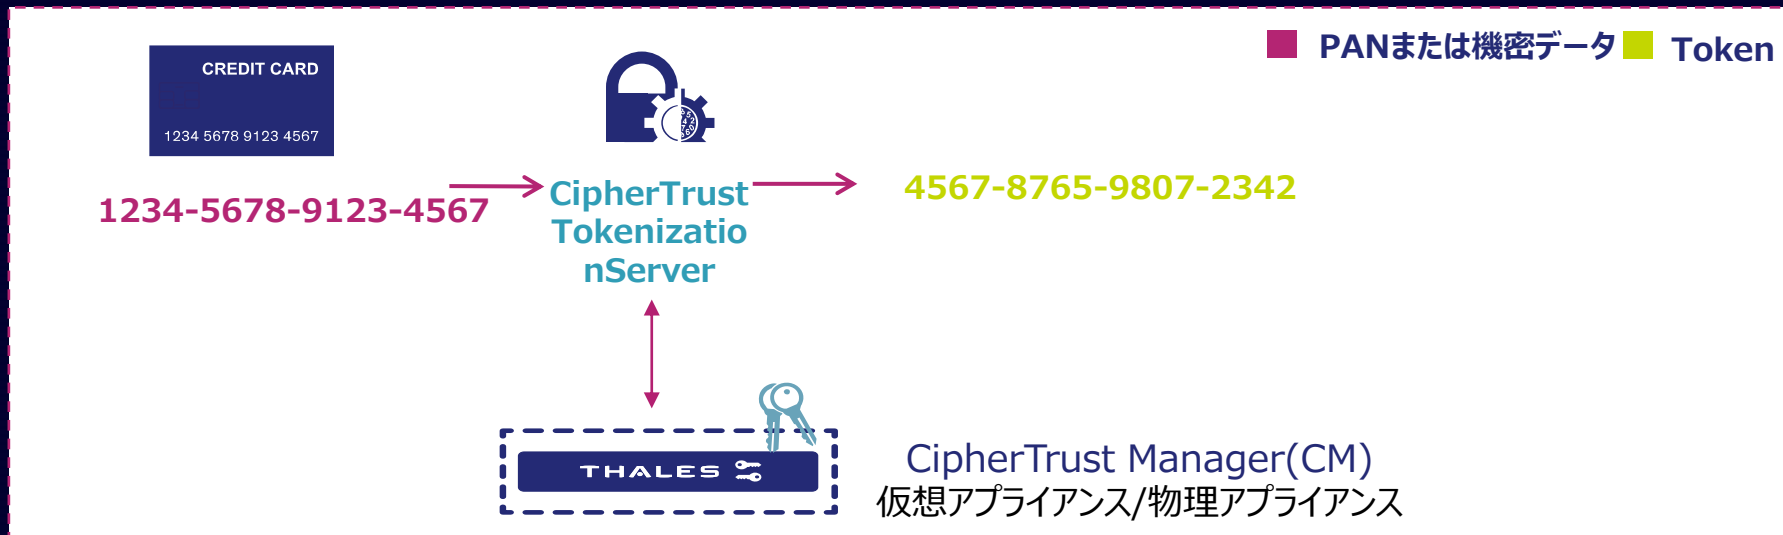 PANまたは機密データ
Token
CREDIT CARD
1234 5678 9123 4567
1234-5678-9123-4567
CipherTrust
Tokenizatio
nServer
4567-8765-9807-2342
THALES
CipherTrust Manager(CM)
仮想アプライアンス/物理アプライアンス